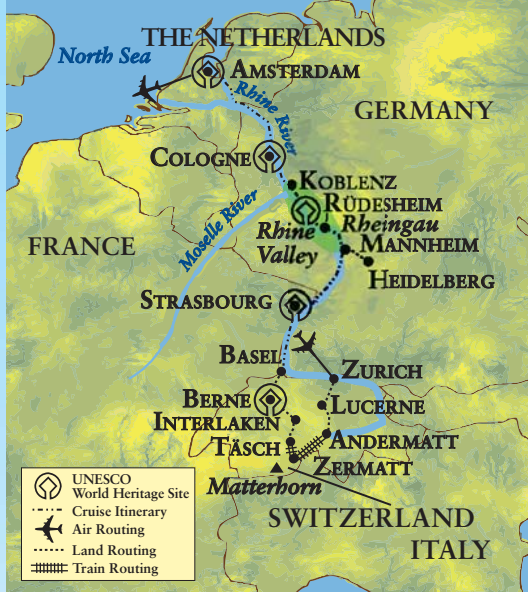 THE NETHERLANDS
North Sea
AMSTERDAM
Rhine River
GERMANY
COLOGNE
KOBLENZ
RÜDESHEIM
Rheingau
Rhine
Valley
MANNHEIM
Moselle River
FRANCE
HEIDELBERG
STRASBOURG
BASEL
ZURICH
BERNE
LUCERNE
INTERLAKEN
TÄSCH
ANDERMATT
ZERMATT
Matterhorn
SWITZERLAND
ITALY
UNESCO
World Heritage Site
Cruise Itinerary
Air Routing
Land Routing
Train Routing